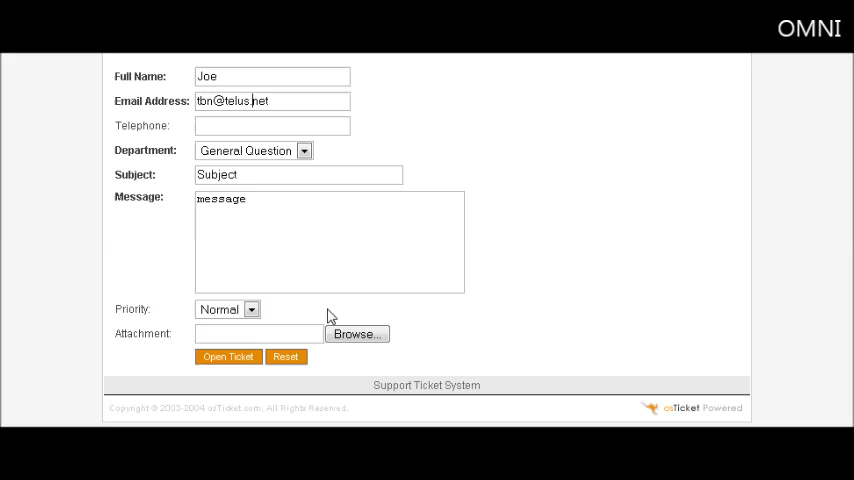 OMNI
Full Name: Joe
Email Address: tbn@telus.net
Telephone:
Department: General Question
Subject: Subject
Message: message
Priority: Normal
Attachment: Browse...
Open Ticket Reset
Support Ticket System
Copyright © 2003-2004 osTicket.com, All Rights Reserved. osTicket Powered